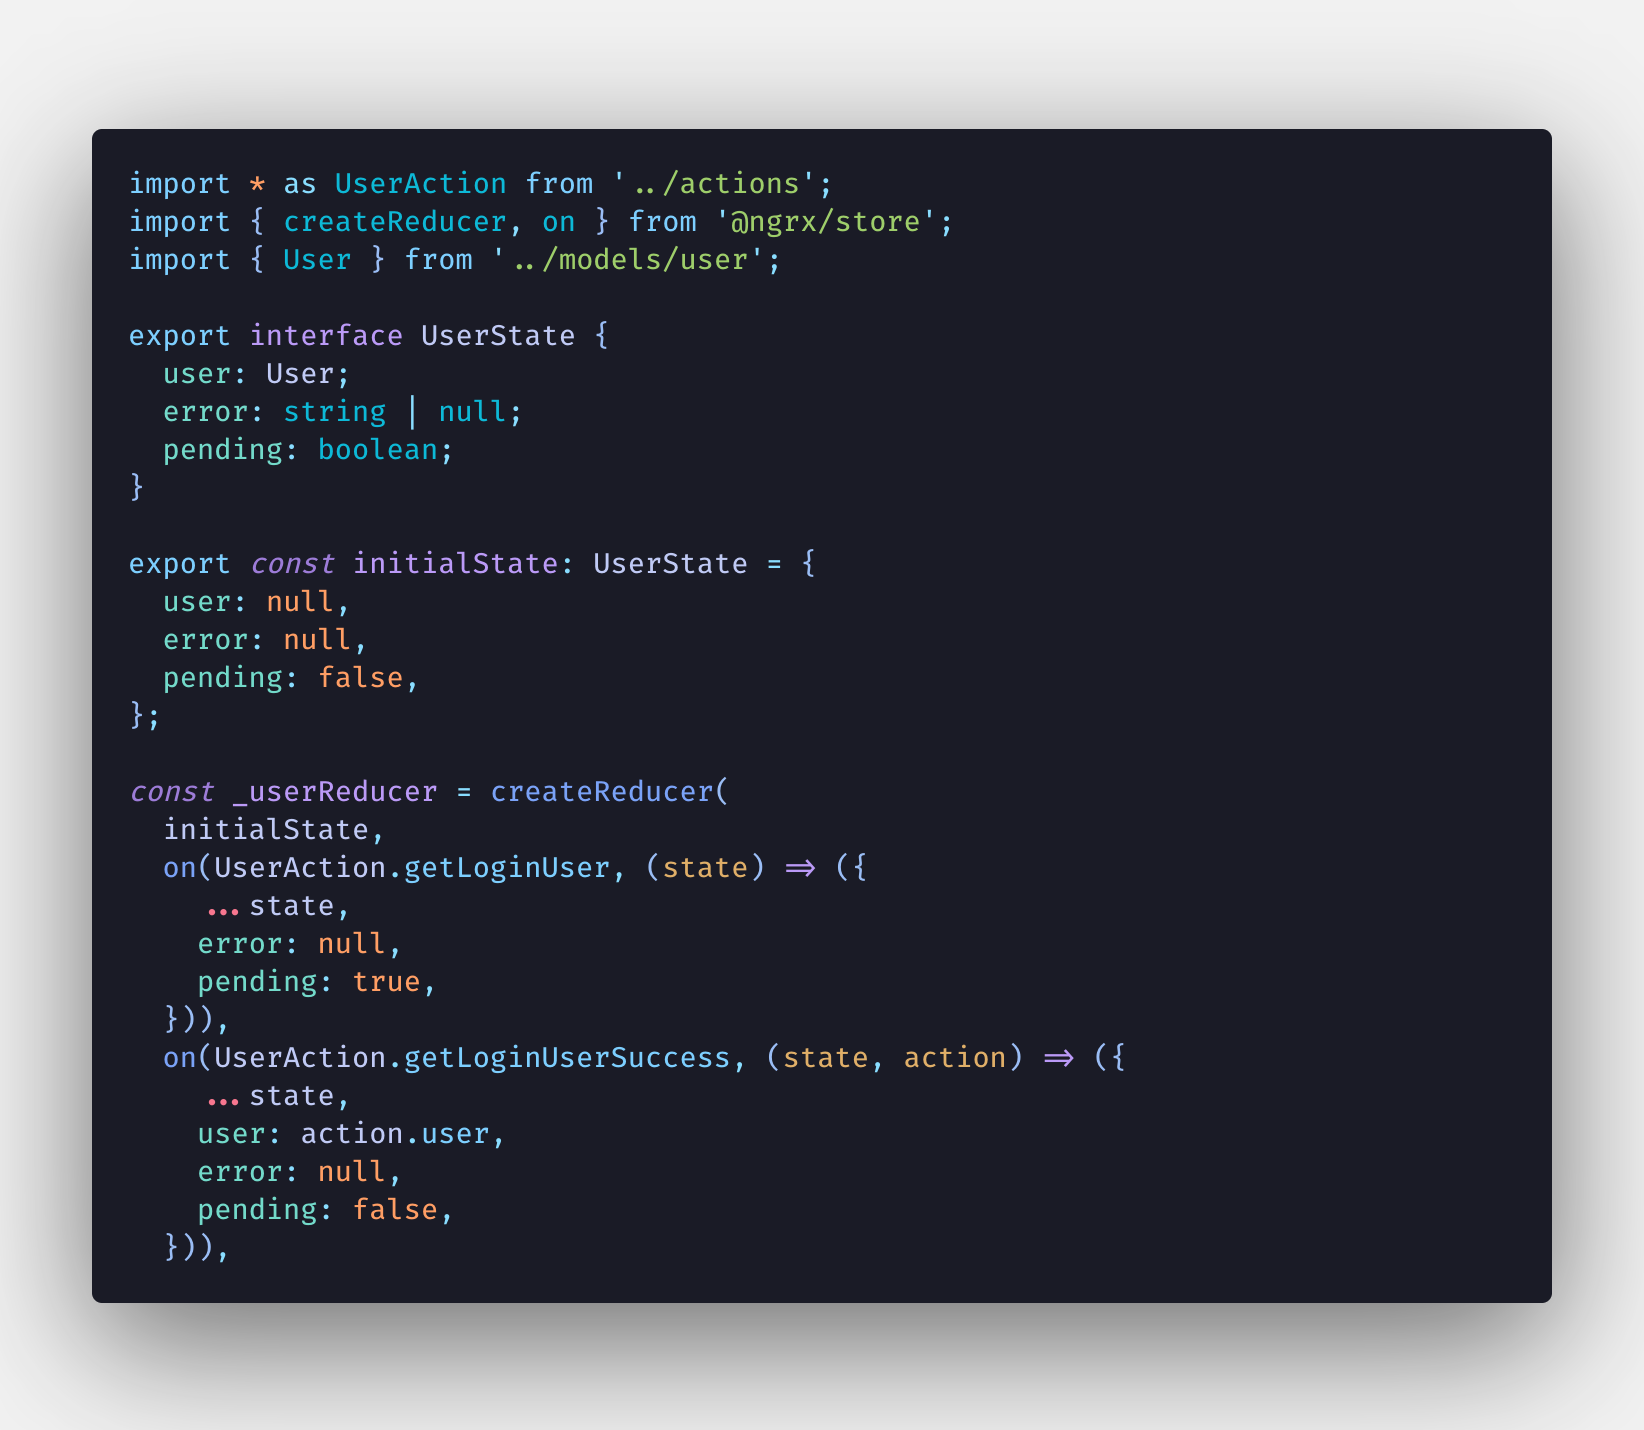 import * as UserAction from '../actions';
import { createReducer, on } from '@ngrx/store';
import { User } from '../models/user';

export interface UserState {
  user: User;
  error: string | null;
  pending: boolean;
}

export const initialState: UserState = {
  user: null,
  error: null,
  pending: false,
};

const _userReducer = createReducer(
  initialState,
  on(UserAction.getLoginUser, (state) => ({
    ...state,
    error: null,
    pending: true,
  })),
  on(UserAction.getLoginUserSuccess, (state, action) => ({
    ...state,
    user: action.user,
    error: null,
    pending: false,
  })),